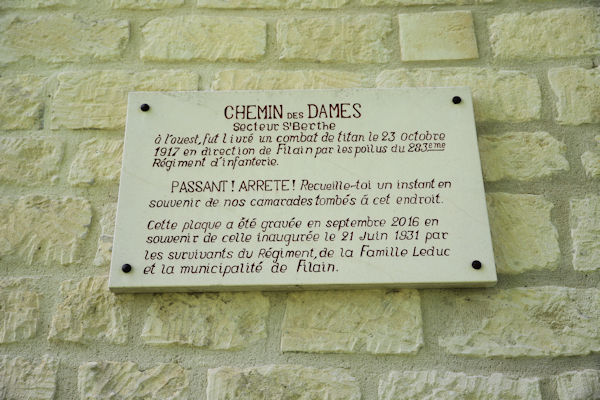 CHEMIN DES DAMES
Secteur St Berthe
à l'ouest, fut livré un combat de titan le 23 Octobre
1917 en direction de Filain par les poilus du 283ème
Régiment d'infanterie.
PASSANT! ARRETE! Recueille-toi un instant en
souvenir de nos camarades tombés à cet endroit.
Cette plaque a été gravée en septembre 2016 en
souvenir de celle inaugurée le 21 Juin 1931 par
les survivants du Régiment, de la Famille Leduc
et la municipalité de Filain.